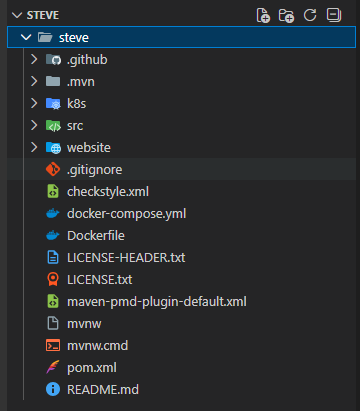 STEVE
steve
.github
.mvn
k8s
src
website
.gitignore
checkstyle.xml
docker-compose.yml
Dockerfile
LICENSE-HEADER.txt
LICENSE.txt
maven-pmd-plugin-default.xml
mvnw
mvnw.cmd
pom.xml
README.md